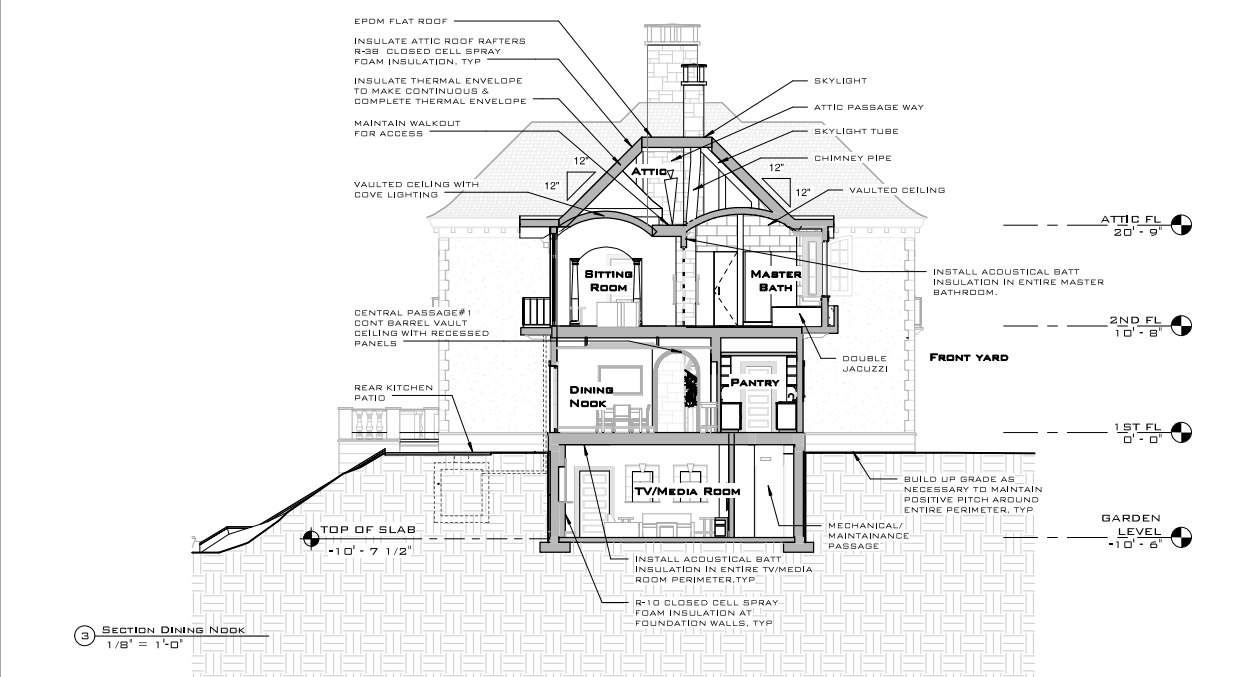 EPDM FLAT ROOF
INSULATE ATTIC ROOF RAFTERS
R-38 CLOSED CELL SPRAY
FOAM INSULATION, TYP
INSULATE THERMAL ENVELOPE
TO MAKE CONTINUOUS &
COMPLETE THERMAL ENVELOPE
MAINTAIN WALKOUT
FOR ACCESS
VAULTED CEILING WITH
COVE LIGHTING
CENTRAL PASSAGE#1
CONT BARREL VAULT
CEILING WITH RECESSED
PANELS
REAR KITCHEN
PATIO
SKYLIGHT
ATTIC PASSAGE WAY
SKYLIGHT TUBE
CHIMNEY PIPE
VAULTED CEILING
12"
12"
12"
12"
ATTIC
SITTING
ROOM
MASTER
BATH
INSTALL ACOUSTICAL BATT
INSULATION IN ENTIRE MASTER
BATHROOM.
DOUBLE
JACUZZI
FRONT YARD
DINING
NOOK
PANTRY
TV/MEDIA ROOM
BUILD UP GRADE AS
NECESSARY TO MAINTAIN
POSITIVE PITCH AROUND
ENTIRE PERIMETER, TYP
MECHANICAL/
MAINTAINANCE
PASSAGE
INSTALL ACOUSTICAL BATT
INSULATION IN ENTIRE TV/MEDIA
ROOM PERIMETER,TYP
R-10 CLOSED CELL SPRAY
FOAM INSULATION AT
FOUNDATION WALLS, TYP
ATTIC FL
20' - 9"
2ND FL
10' - 8"
1ST FL
0' - 0"
GARDEN
LEVEL
-10' - 6"
TOP OF SLAB
-10' - 7 1/2"
3 SECTION DINING NOOK
1/8" = 1'-0"